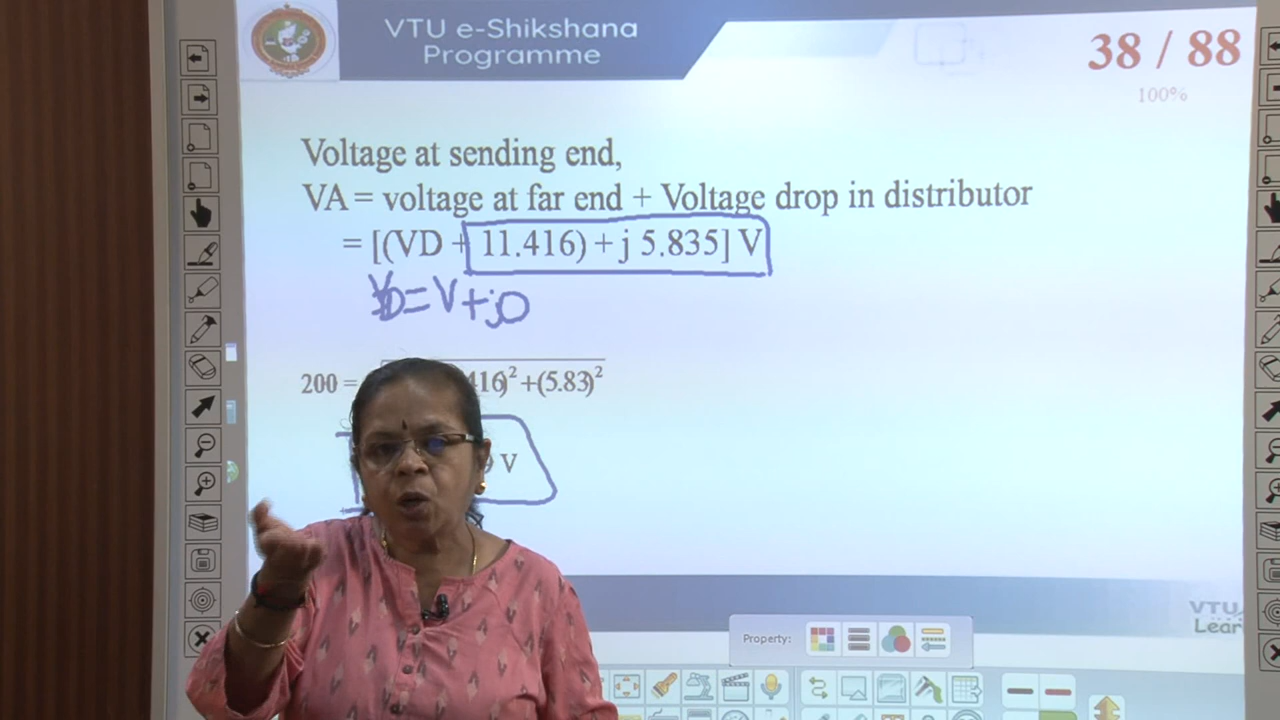 VTU e-Shikshana
Programme
38 / 88
100%
Voltage at sending end,
VA = voltage at far end + Voltage drop in distributor
= [(VD + 11.416) + j 5.835] V
VD = V + j0
200 = 416)² +(5.83)²
V
Property:
VTU